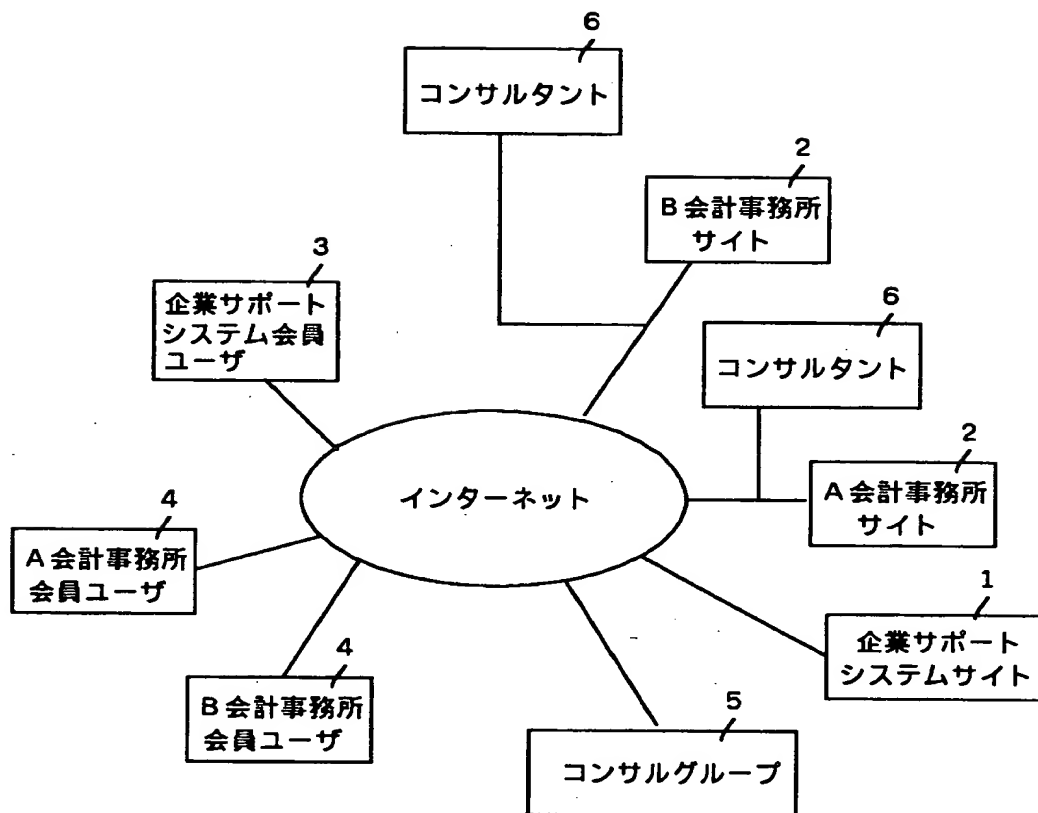 6
コンサルタント
2
B会計事務所
サイト
3
企業サポート
システム会員
ユーザ
6
コンサルタント
インターネット
2
A会計事務所
サイト
4
A会計事務所
会員ユーザ
1
企業サポート
システムサイト
4
B会計事務所
会員ユーザ
5
コンサルグループ